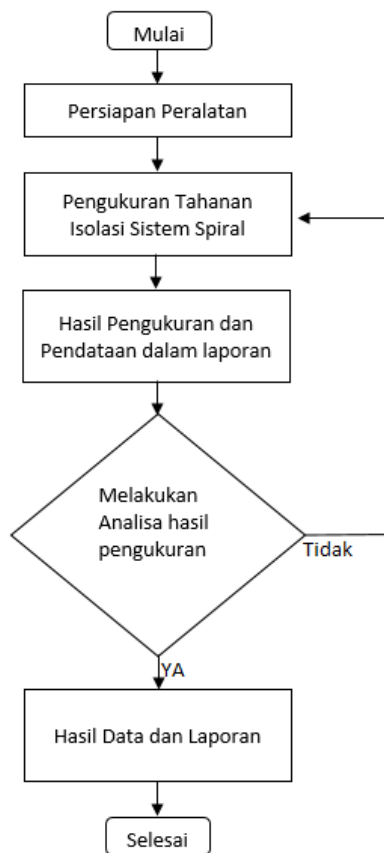 Mulai
Persiapan Peralatan
Pengukuran Tahanan
Isolasi Sistem Spiral
Hasil Pengukuran dan
Pendataan dalam laporan
Melakukan
Analisa hasil
pengukuran
Tidak
YA
Hasil Data dan Laporan
Selesai